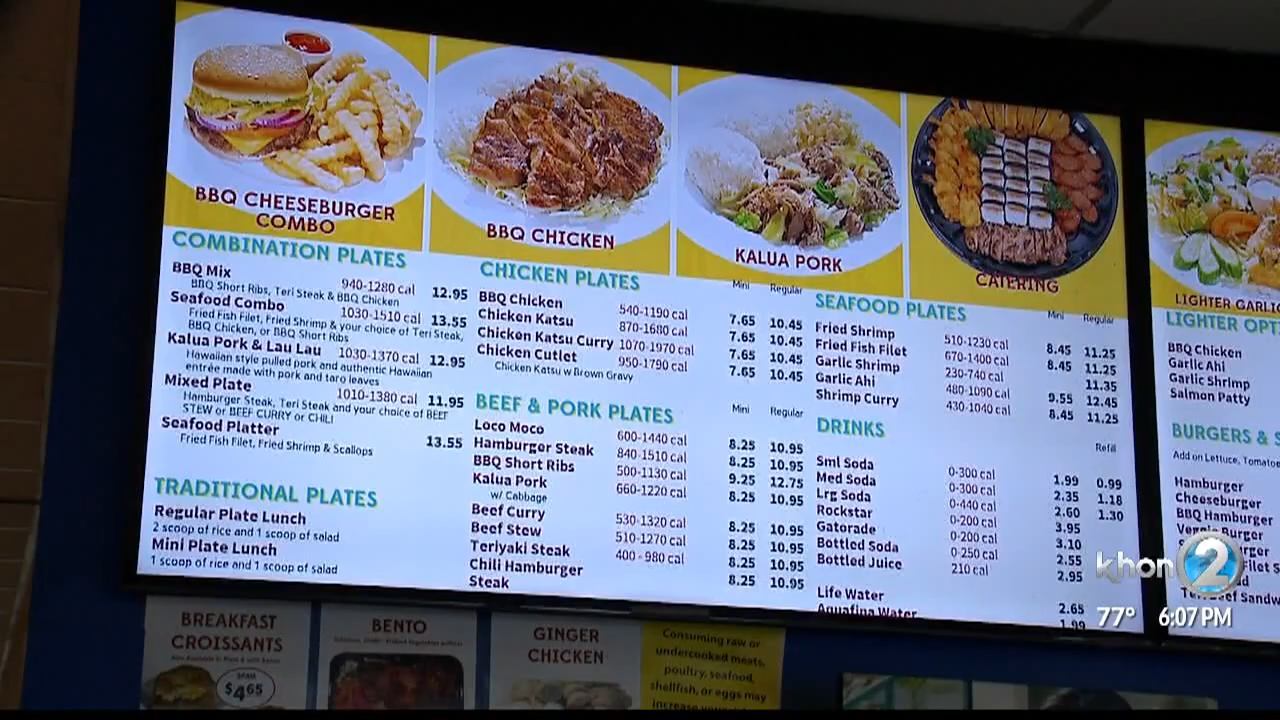 BBQ CHEESEBURGER
COMBO
BBQ CHICKEN
KALUA PORK
CATERING
COMBINATION PLATES
BBQ Mix 940-1280 cal 12.95
BBQ Short Ribs, Teri Steak & BBQ Chicken
Seafood Combo 1030-1510 cal 13.55
Fried Fish Filet, Fried Shrimp & your choice of Teri Steak,
BBQ Chicken, or BBQ Short Ribs
Kalua Pork & Lau Lau 1030-1370 cal 12.95
Hawaiian style pulled pork and authentic Hawaiian
entrée made with pork and taro leaves
Mixed Plate 1010-1380 cal 11.95
Hamburger Steak, Teri Steak and your choice of BEEF
STEW or BEEF CURRY or CHILI
Seafood Platter 13.55
Fried Fish Filet, Fried Shrimp & Scallops
TRADITIONAL PLATES
Regular Plate Lunch
2 scoop of rice and 1 scoop of salad
Mini Plate Lunch
1 scoop of rice and 1 scoop of salad
CHICKEN PLATES Mini Regular
BBQ Chicken 540-1190 cal 7.65 10.45
Chicken Katsu 870-1680 cal 7.65 10.45
Chicken Katsu Curry 1070-1970 cal 7.65 10.45
Chicken Cutlet 950-1790 cal 7.65 10.45
Chicken Katsu w Brown Gravy
BEEF & PORK PLATES Mini Regular
Loco Moco 600-1440 cal 8.25 10.95
Hamburger Steak 840-1510 cal 8.25 10.95
BBQ Short Ribs 500-1130 cal 9.25 12.75
Kalua Pork 660-1220 cal 8.25 10.95
w/ Cabbage
Beef Curry 530-1320 cal 8.25 10.95
Beef Stew 510-1270 cal 8.25 10.95
Teriyaki Steak 400 - 980 cal 8.25 10.95
Chili Hamburger 8.25 10.95
Steak
SEAFOOD PLATES Mini Regular
Fried Shrimp 510-1230 cal 8.45 11.25
Fried Fish Filet 670-1400 cal 8.45 11.25
Garlic Shrimp 230-740 cal 11.35
Garlic Ahi 480-1090 cal 9.55 12.45
Shrimp Curry 430-1040 cal 8.45 11.25
DRINKS Refill
Sml Soda 0-300 cal 1.99 0.99
Med Soda 0-300 cal 2.35 1.18
Lrg Soda 0-440 cal 2.60 1.30
Rockstar 0-200 cal 3.95
Gatorade 0-200 cal 3.10
Bottled Soda 0-250 cal 2.55
Bottled Juice 210 cal 2.95
Life Water 2.65
Aquafina Water 1.99
LIGHTER GARLIC
LIGHTER OPT
BBQ Chicken
Garlic Ahi
Garlic Shrimp
Salmon Patty
BURGERS & S
Add on Lettuce, Tomatoe
Hamburger
Cheeseburger
BBQ Hamburger
Veggie Burger
khon 2
77° 6:07PM
BREAKFAST
CROISSANTS
SPAM
$4.65
BENTO
GINGER
CHICKEN
Consuming raw or
undercooked meats,
poultry, seafood,
shellfish, or eggs may
increase your